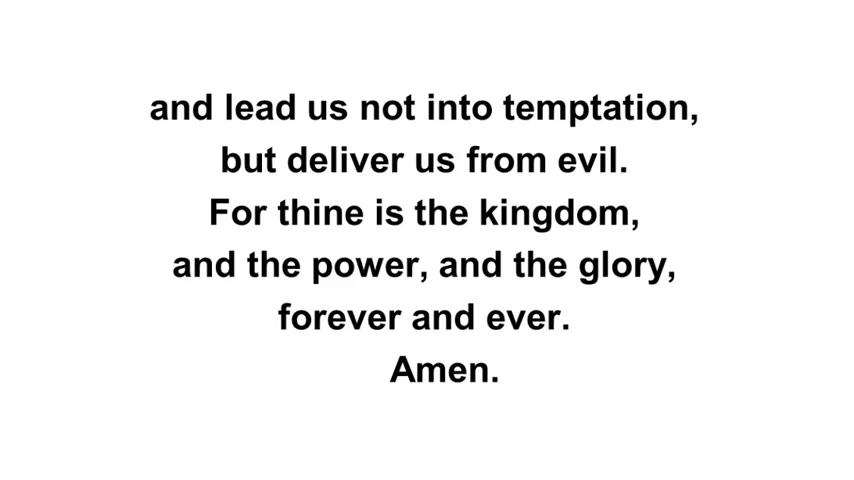 and lead us not into temptation,
but deliver us from evil.
For thine is the kingdom,
and the power, and the glory,
forever and ever.
Amen.